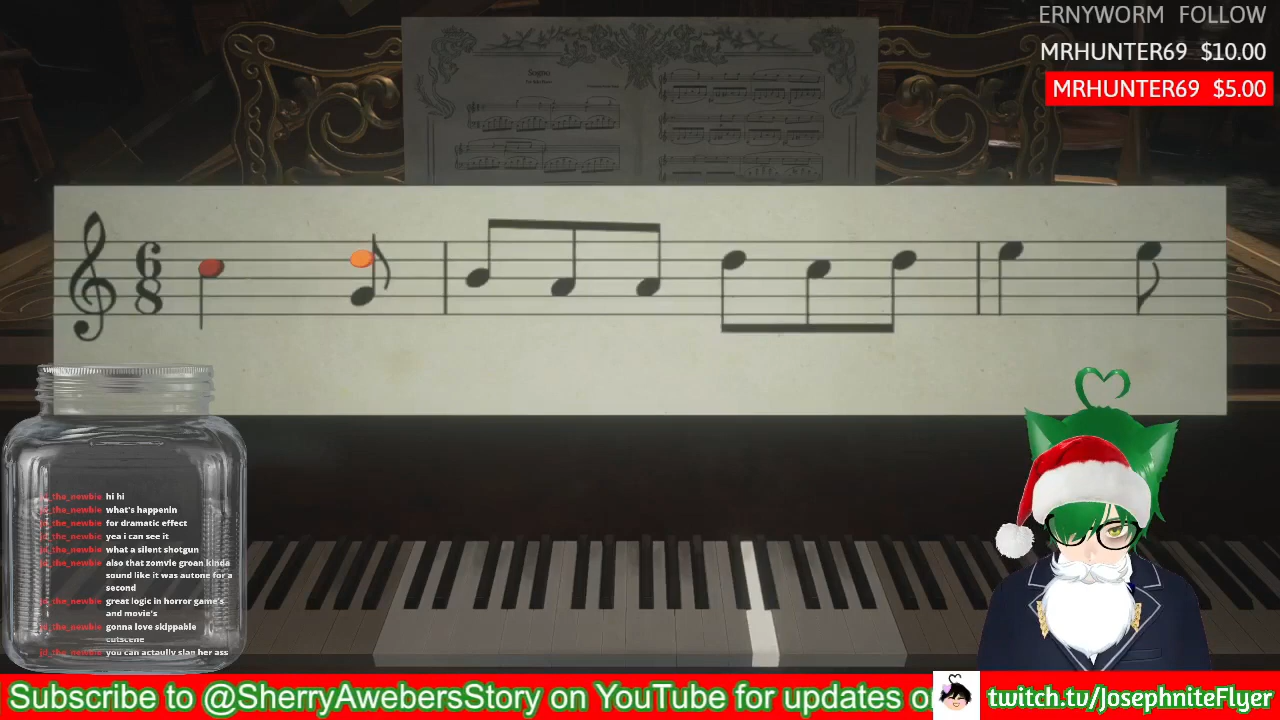 ERNYWORM FOLLOW
MRHUNTER69 $10.00
MRHUNTER69 $5.00
6
8
hi hi
what's happenin
for dramatic effect
yea i can see it
what a silent shotgun
also that zomvie groan kinda
sound like it was autone for a
second
great logic in horror game's
and movie's
gonna love skippable
cutscene
you can actaully slap her ass
Subscribe to @SherryAwebersStory on YouTube for updates o
twitch.tv/JosephniteFlyer